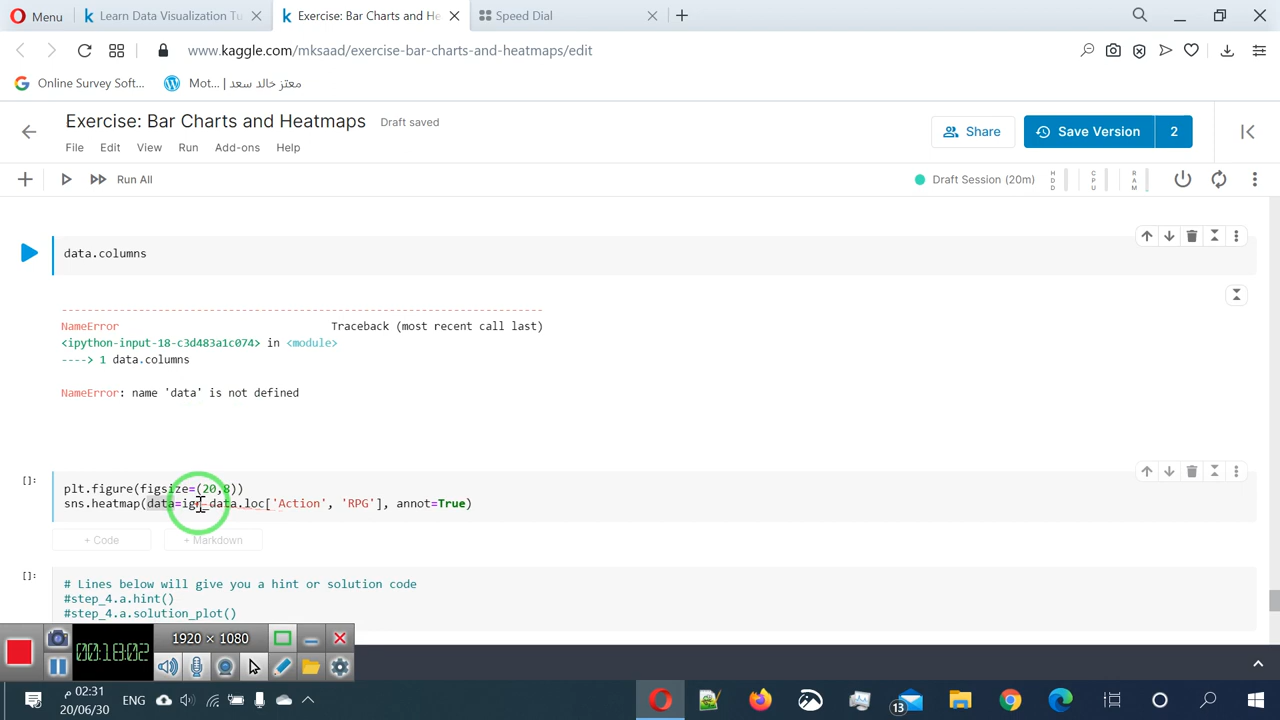 Menu
Learn Data Visualization Tu
Exercise: Bar Charts and He
Speed Dial
www.kaggle.com/mksaad/exercise-bar-charts-and-heatmaps/edit
Online Survey Soft...
Mot... | معتز خالد سعد
Exercise: Bar Charts and Heatmaps
Draft saved
Share
Save Version
2
File Edit View Run Add-ons Help
Run All
Draft Session (20m)
HDD
CPU
RAM
data.columns
NameError Traceback (most recent call last)
<ipython-input-18-c3d483a1c074> in <module>
----> 1 data.columns
NameError: name 'data' is not defined
[]:
plt.figure(figsize=(20,8))
sns.heatmap(data=ign_data.loc['Action', 'RPG'], annot=True)
+ Code
+ Markdown
[]:
# Lines below will give you a hint or solution code
#step_4.a.hint()
#step_4.a.solution_plot()
1920 × 1080
00:18:02
02:31 م
ENG
20/06/30
13